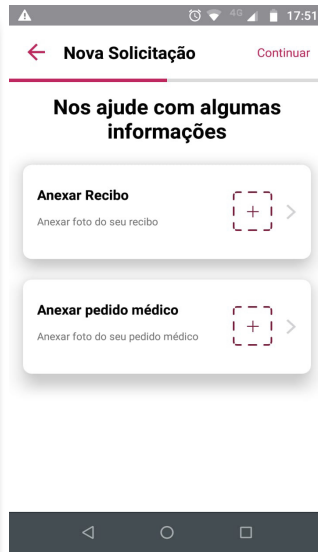 4G 17:51
Nova Solicitação Continuar
Nos ajude com algumas
informações
Anexar Recibo
Anexar foto do seu recibo
Anexar pedido médico
Anexar foto do seu pedido médico